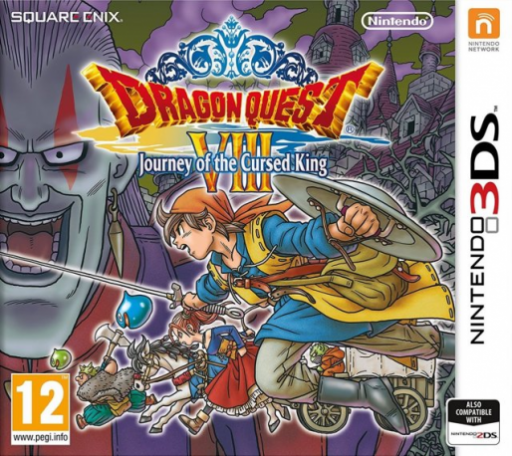 SQUARE ENIX.
Nintendo
NINTENDO
NETWORK
DRAGON QUEST
VIII
Journey of the Cursed King
NINTENDO 3DS
12
www.pegi.info
ALSO
COMPATIBLE
WITH
NINTENDO 2DS